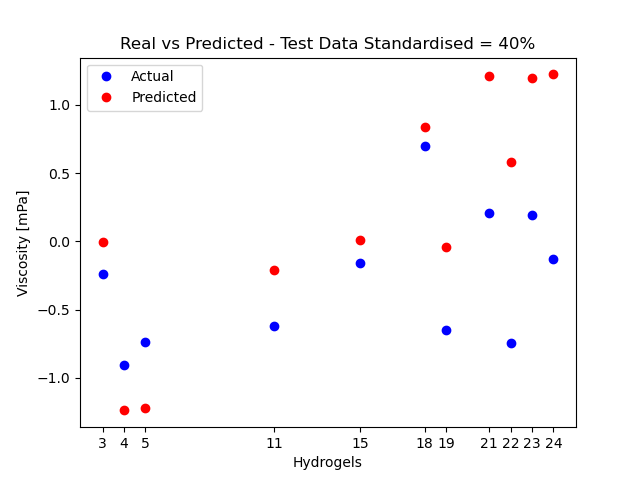 Real vs Predicted - Test Data Standardised = 40%
Actual
Predicted
1.0
0.5
0.0
−0.5
−1.0
Viscosity [mPa]
3 4 5 11 15 18 19 21 22 23 24
Hydrogels